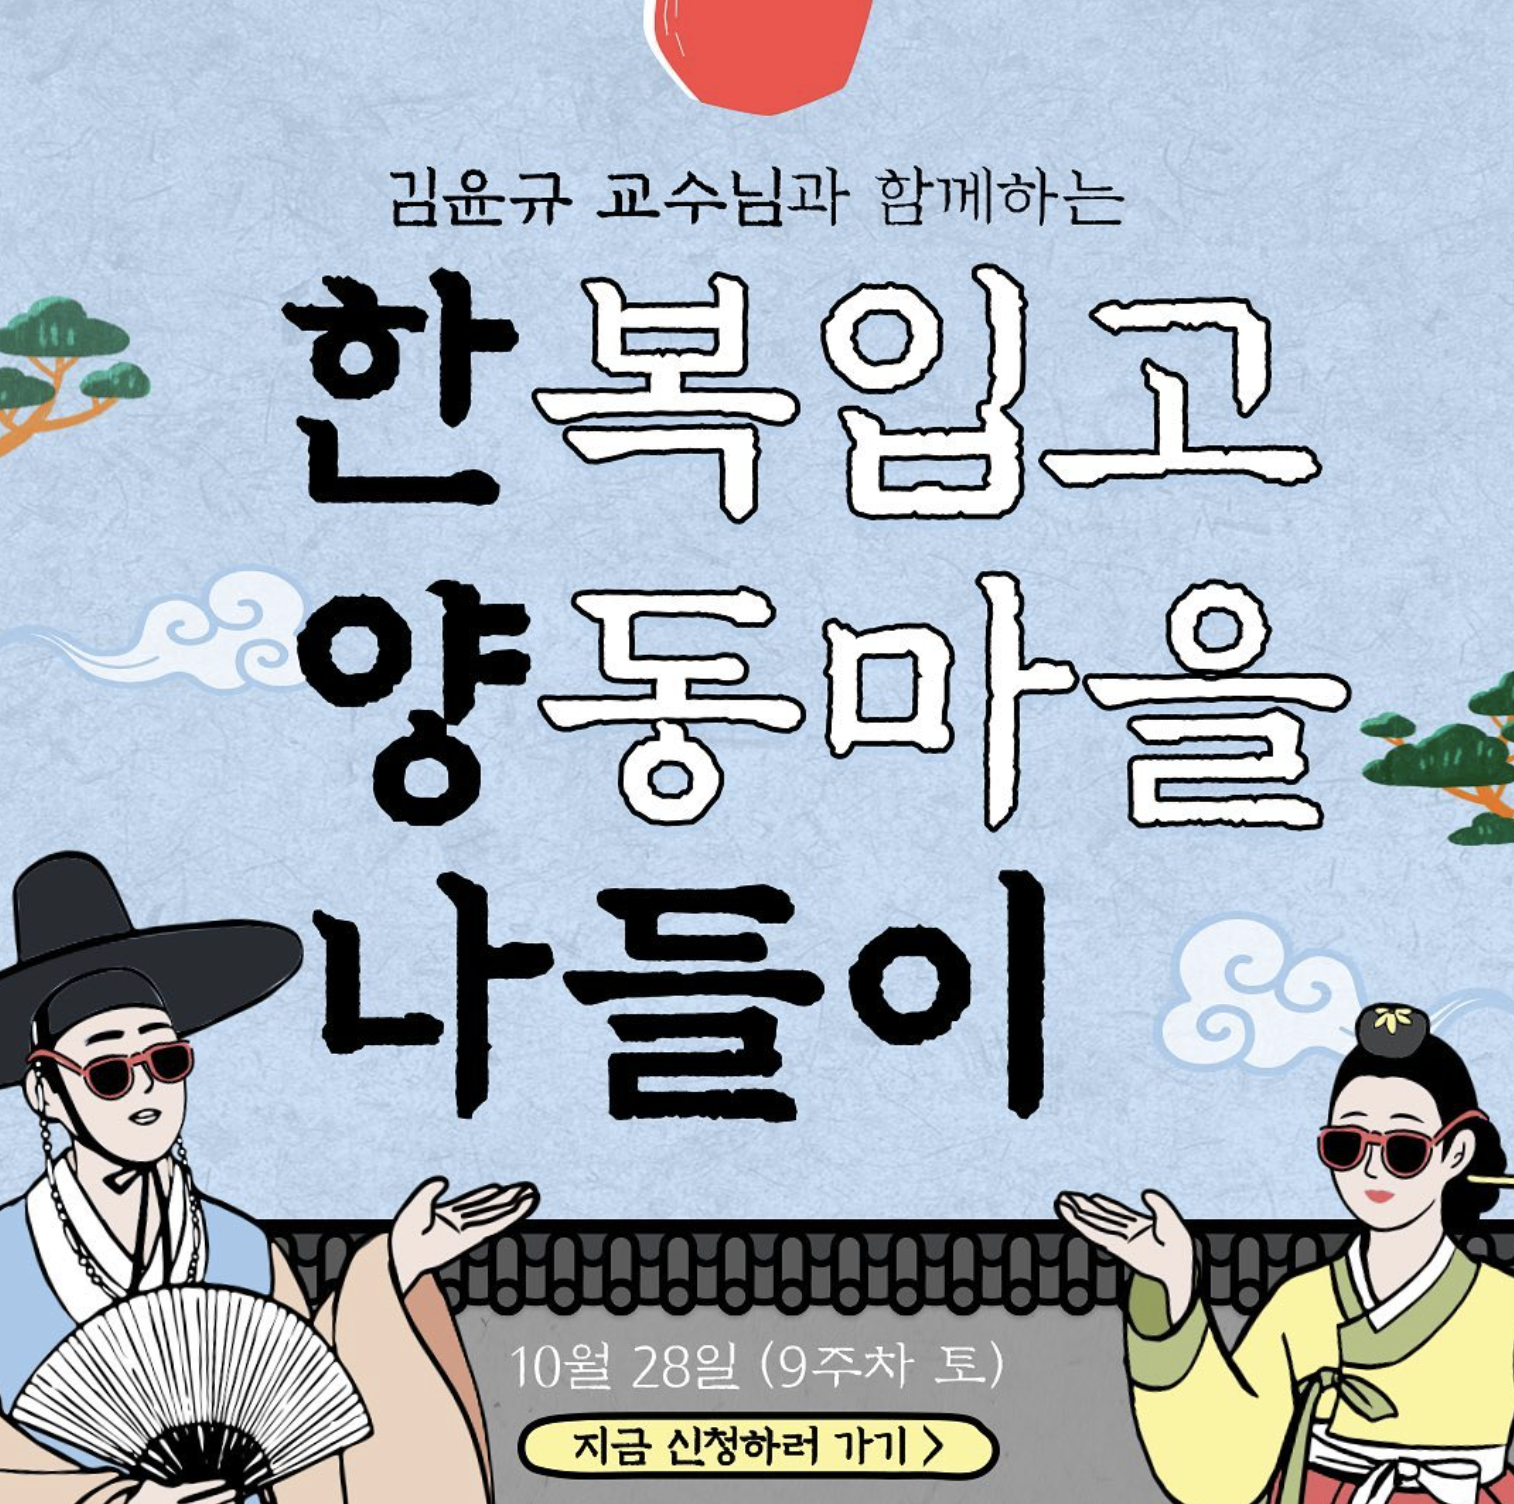 김윤규 교수님과 함께하는
한복입고
양동마을
나들이
10월 28일 (9주차 토)
지금 신청하러 가기 >